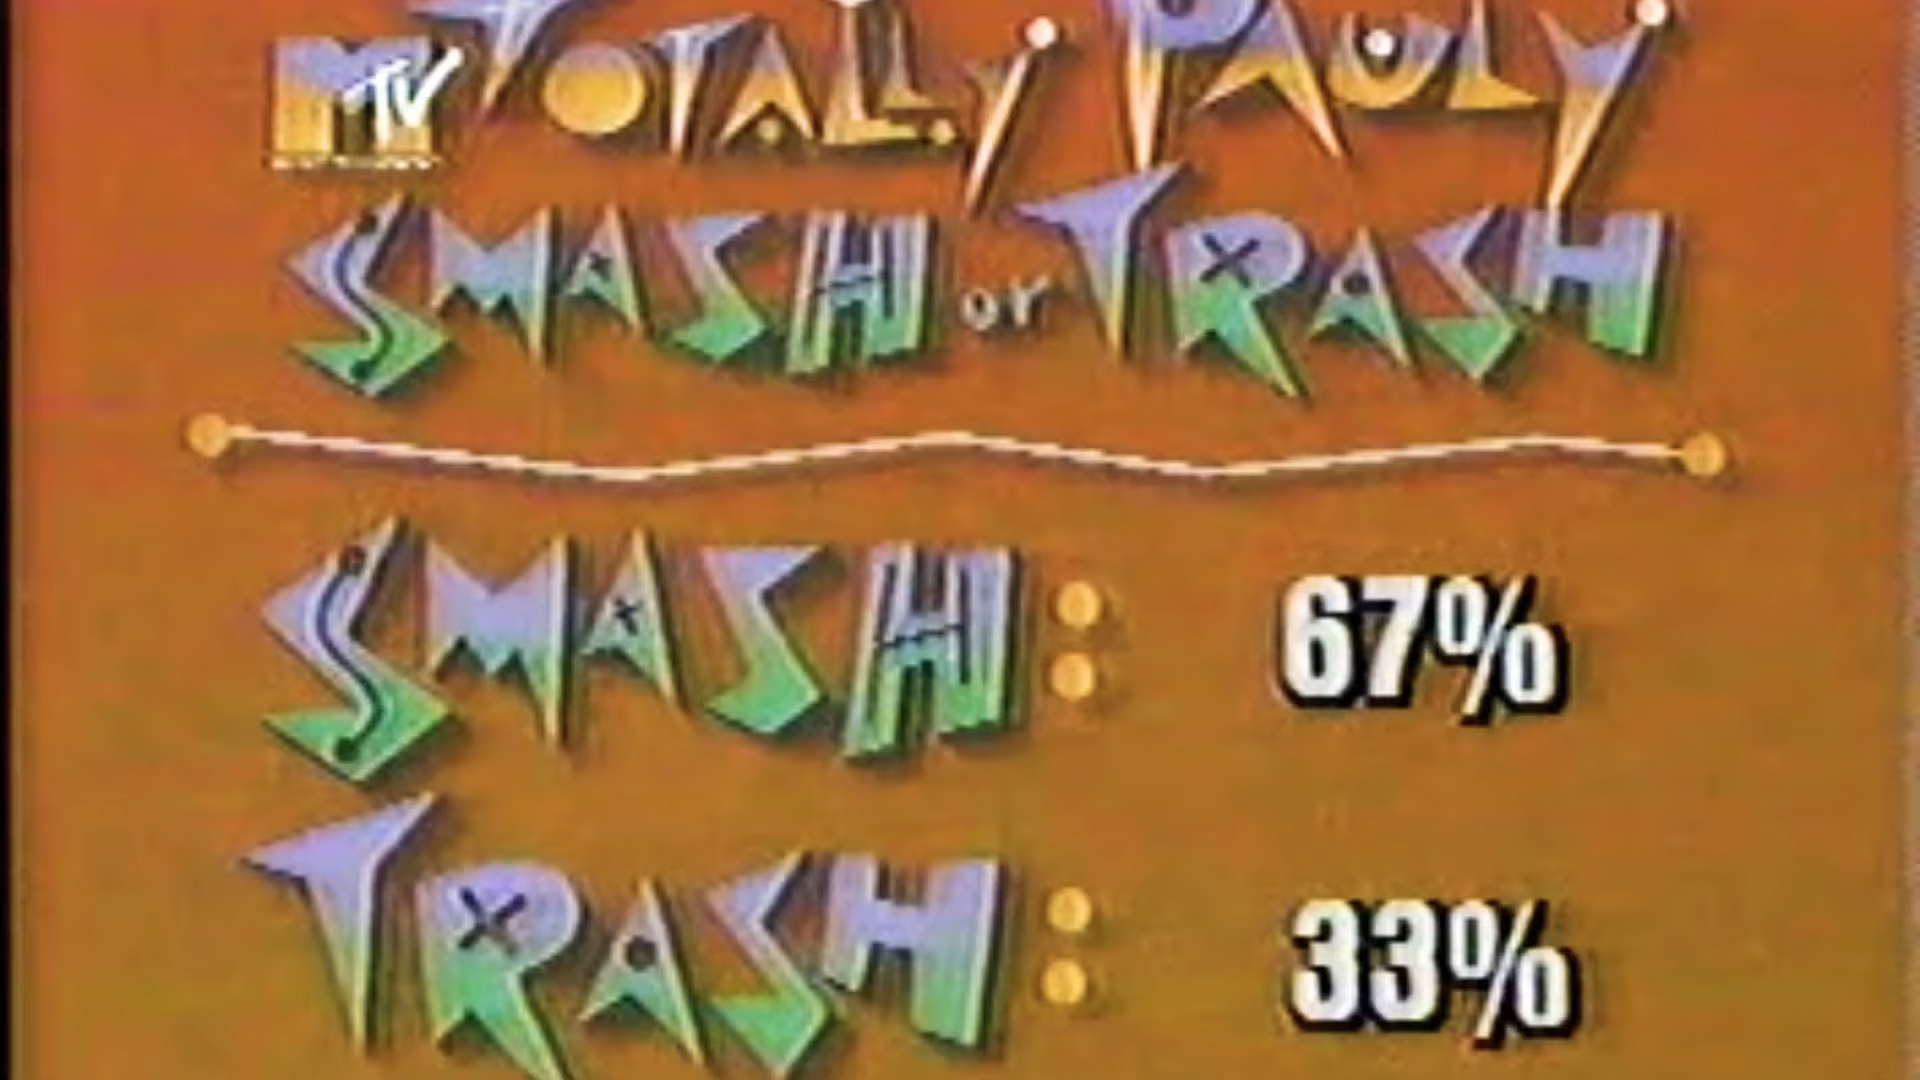 MTV TOTALLY PAULY
SMASH or TRASH
SMASH: 67%
TRASH: 33%